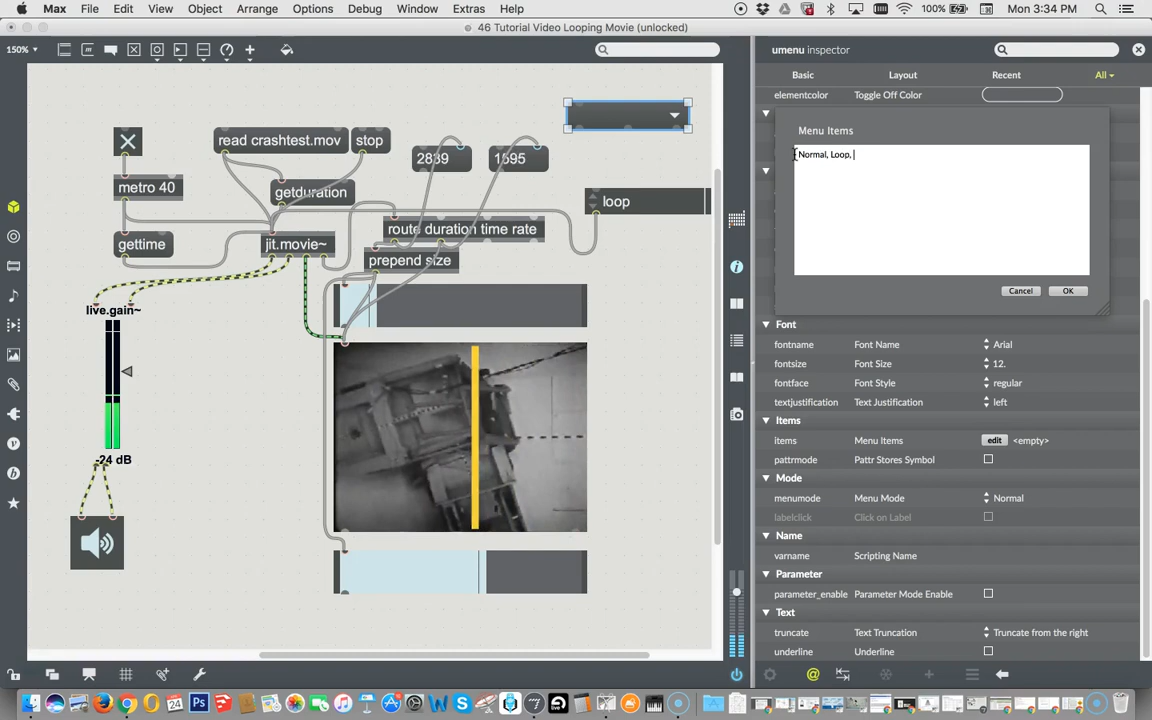 Max File Edit View Object Arrange Options Debug Window Extras Help 100% Mon 3:34 PM
46 Tutorial Video Looping Movie (unlocked)
150%
umenu inspector
Basic Layout Recent All
elementcolor Toggle Off Color
Menu Items
Normal, Loop,
Cancel OK
read crashtest.mov stop
2839 1595
metro 40
getduration
loop
route duration time rate
gettime
jit.movie~
prepend size
live.gain~
-24 dB
Font
fontname Font Name Arial
fontsize Font Size 12.
fontface Font Style regular
textjustification Text Justification left
Items
items Menu Items edit <empty>
pattrmode Pattr Stores Symbol
Mode
menumode Menu Mode Normal
labelclick Click on Label
Name
varname Scripting Name
Parameter
parameter_enable Parameter Mode Enable
Text
truncate Text Truncation Truncate from the right
underline Underline